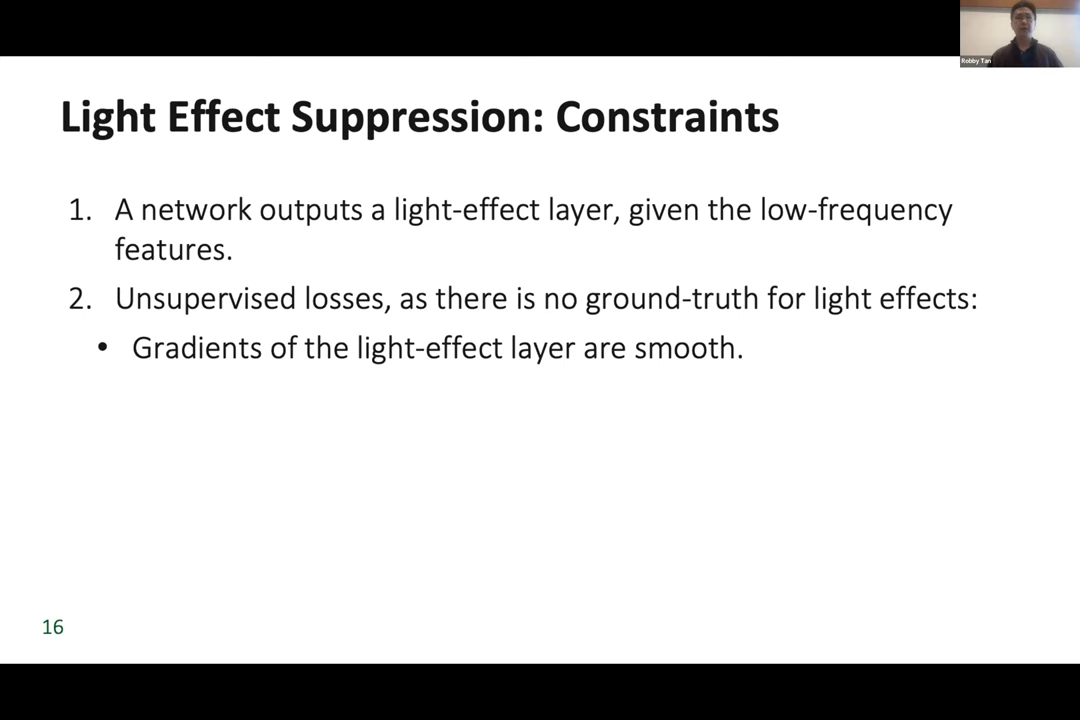 Robby Tan
Light Effect Suppression: Constraints
1. A network outputs a light-effect layer, given the low-frequency
features.
2. Unsupervised losses, as there is no ground-truth for light effects:
• Gradients of the light-effect layer are smooth.
16